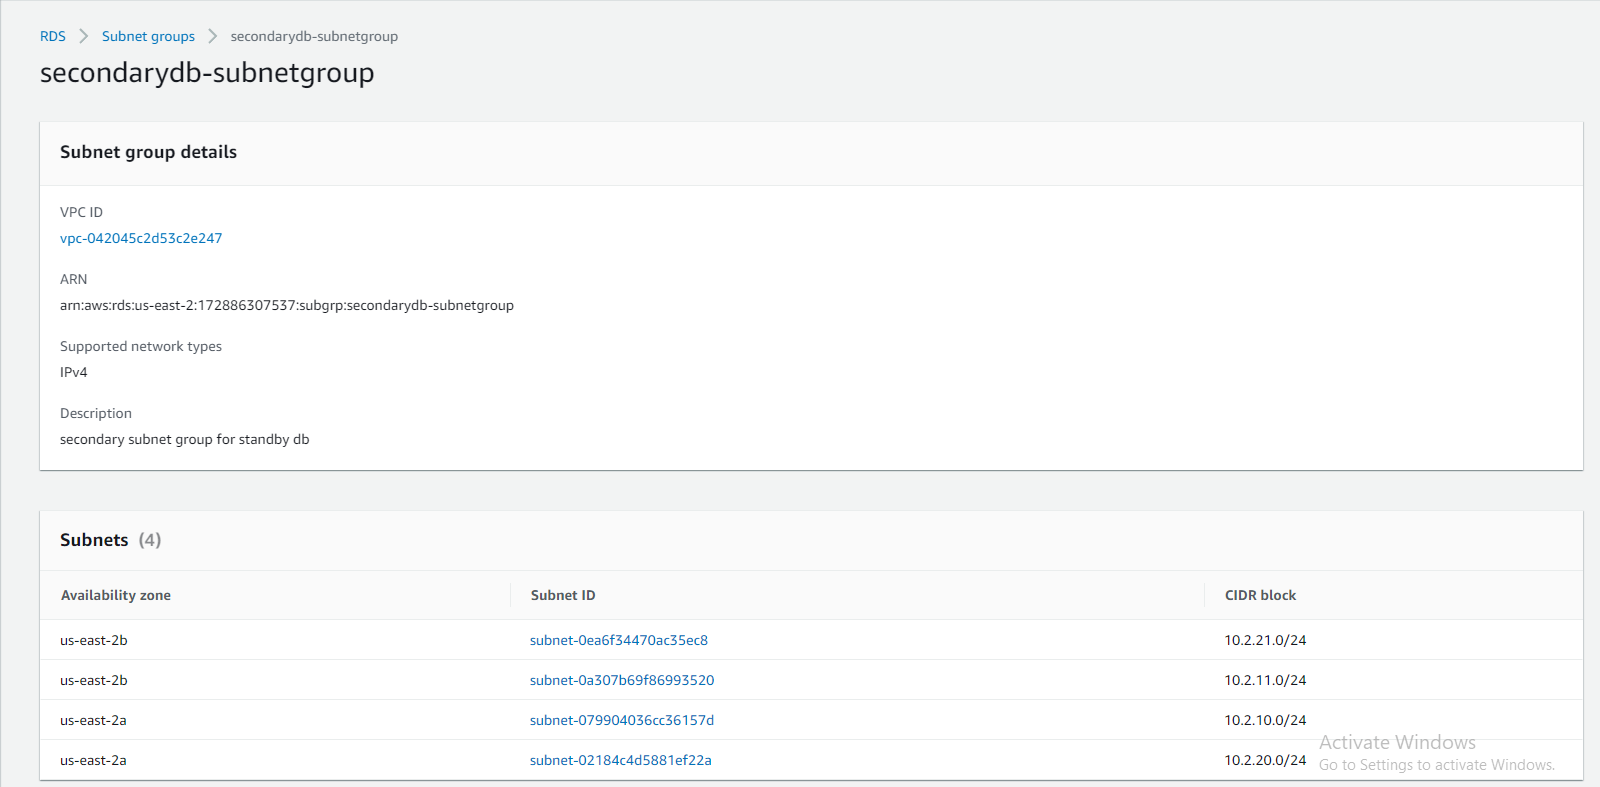 RDS > Subnet groups > secondarydb-subnetgroup
secondarydb-subnetgroup
Subnet group details
VPC ID
vpc-042045c2d53c2e247
ARN
arn:aws:rds:us-east-2:172886307537:subgrp:secondarydb-subnetgroup
Supported network types
IPv4
Description
secondary subnet group for standby db
Subnets (4)
Availability zone Subnet ID CIDR block
us-east-2b subnet-0ea6f34470ac35ec8 10.2.21.0/24
us-east-2b subnet-0a307b69f86993520 10.2.11.0/24
us-east-2a subnet-079904036cc36157d 10.2.10.0/24
us-east-2a subnet-02184c4d5881ef22a 10.2.20.0/24
Activate Windows
Go to Settings to activate Windows.